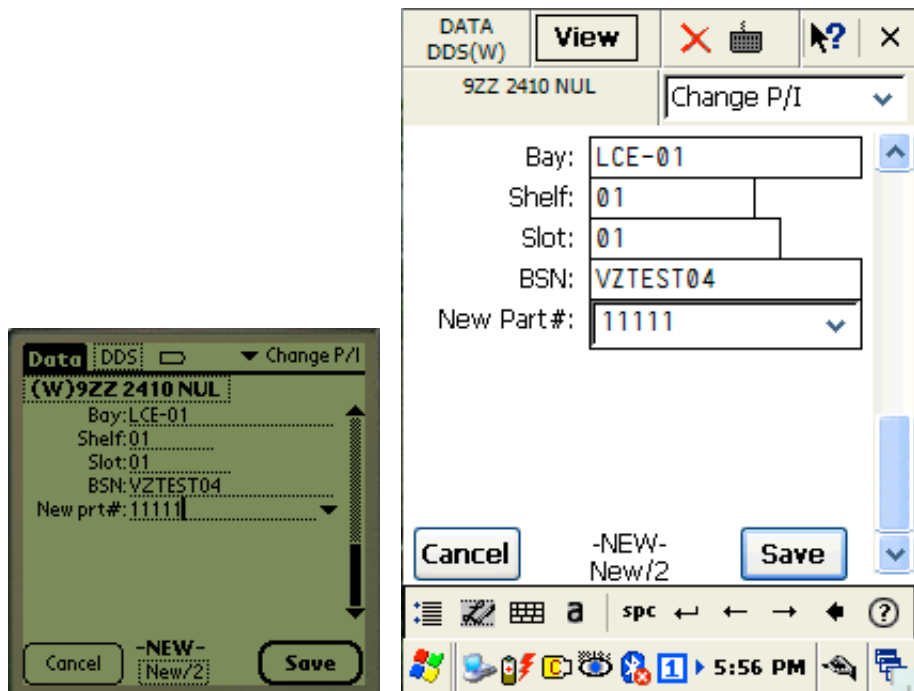 Data DDS Change P/I
(W)9ZZ 2410 NUL
Bay: LCE-01
Shelf: 01
Slot: 01
BSN: VZTEST04
New prt#: 11111
Cancel -NEW- New/2 Save
DATA DDS(W) View ? ×
9ZZ 2410 NUL Change P/I
Bay: LCE-01
Shelf: 01
Slot: 01
BSN: VZTEST04
New Part#: 11111
Cancel -NEW- New/2 Save
a spc ?
C 1 5:56 PM